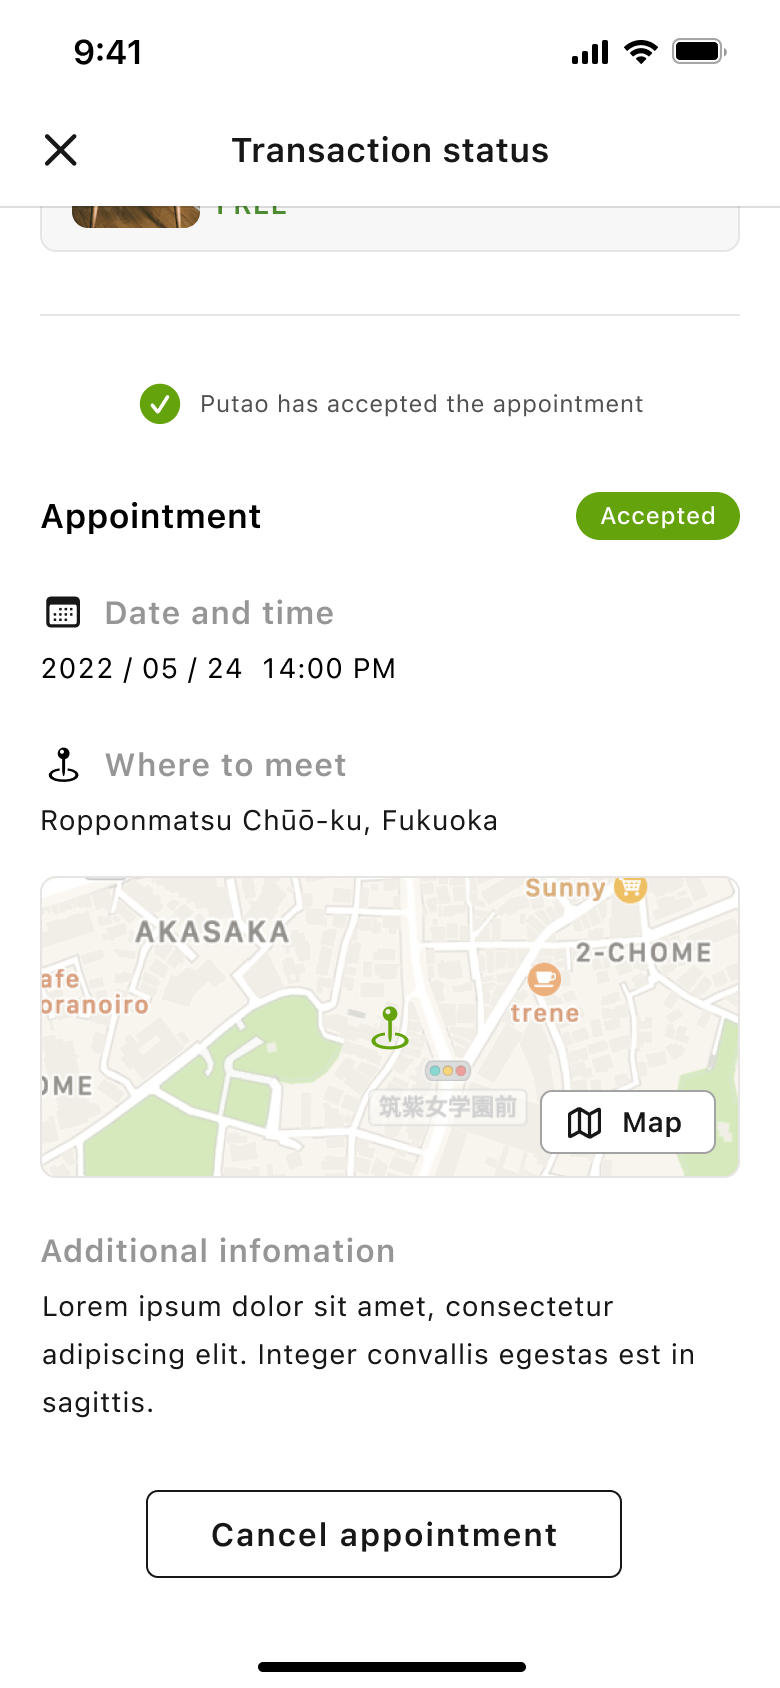 9:41
Transaction status
FREE
Putao has accepted the appointment
Appointment
Accepted
Date and time
2022 / 05 / 24 14:00 PM
Where to meet
Ropponmatsu Chūō-ku, Fukuoka
Sunny
AKASAKA
2-CHOME
afe
oranoiro
trene
OME
筑紫女学園前
Map
Additional infomation
Lorem ipsum dolor sit amet, consectetur
adipiscing elit. Integer convallis egestas est in
sagittis.
Cancel appointment